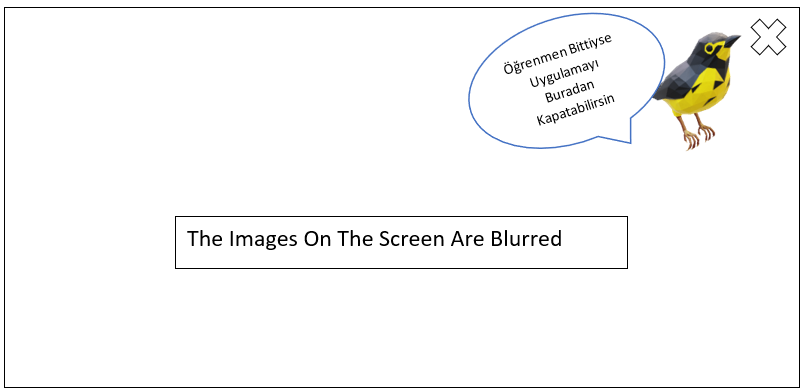 Öğrenmen Bittiyse
Uygulamayı
Buradan
Kapatabilirsin
The Images On The Screen Are Blurred